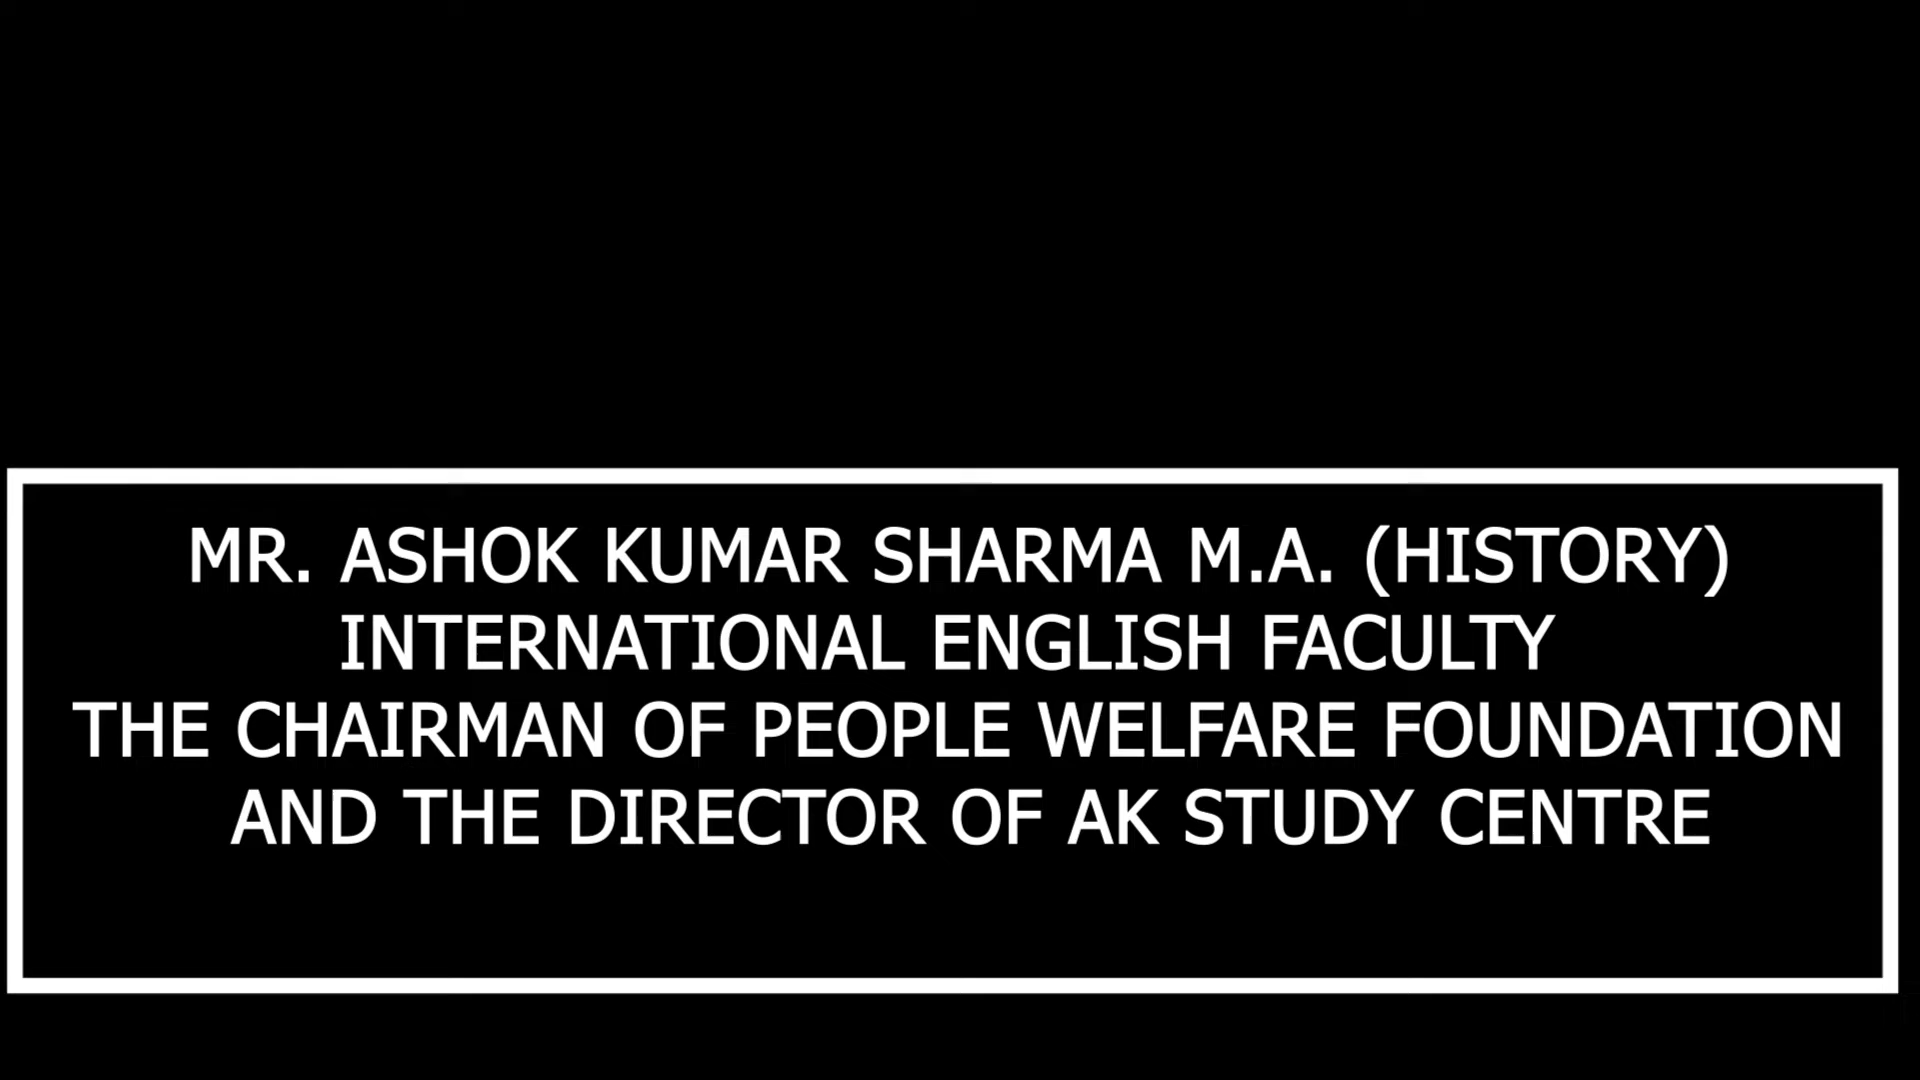 MR. ASHOK KUMAR SHARMA M.A. (HISTORY)
INTERNATIONAL ENGLISH FACULTY
THE CHAIRMAN OF PEOPLE WELFARE FOUNDATION
AND THE DIRECTOR OF AK STUDY CENTRE